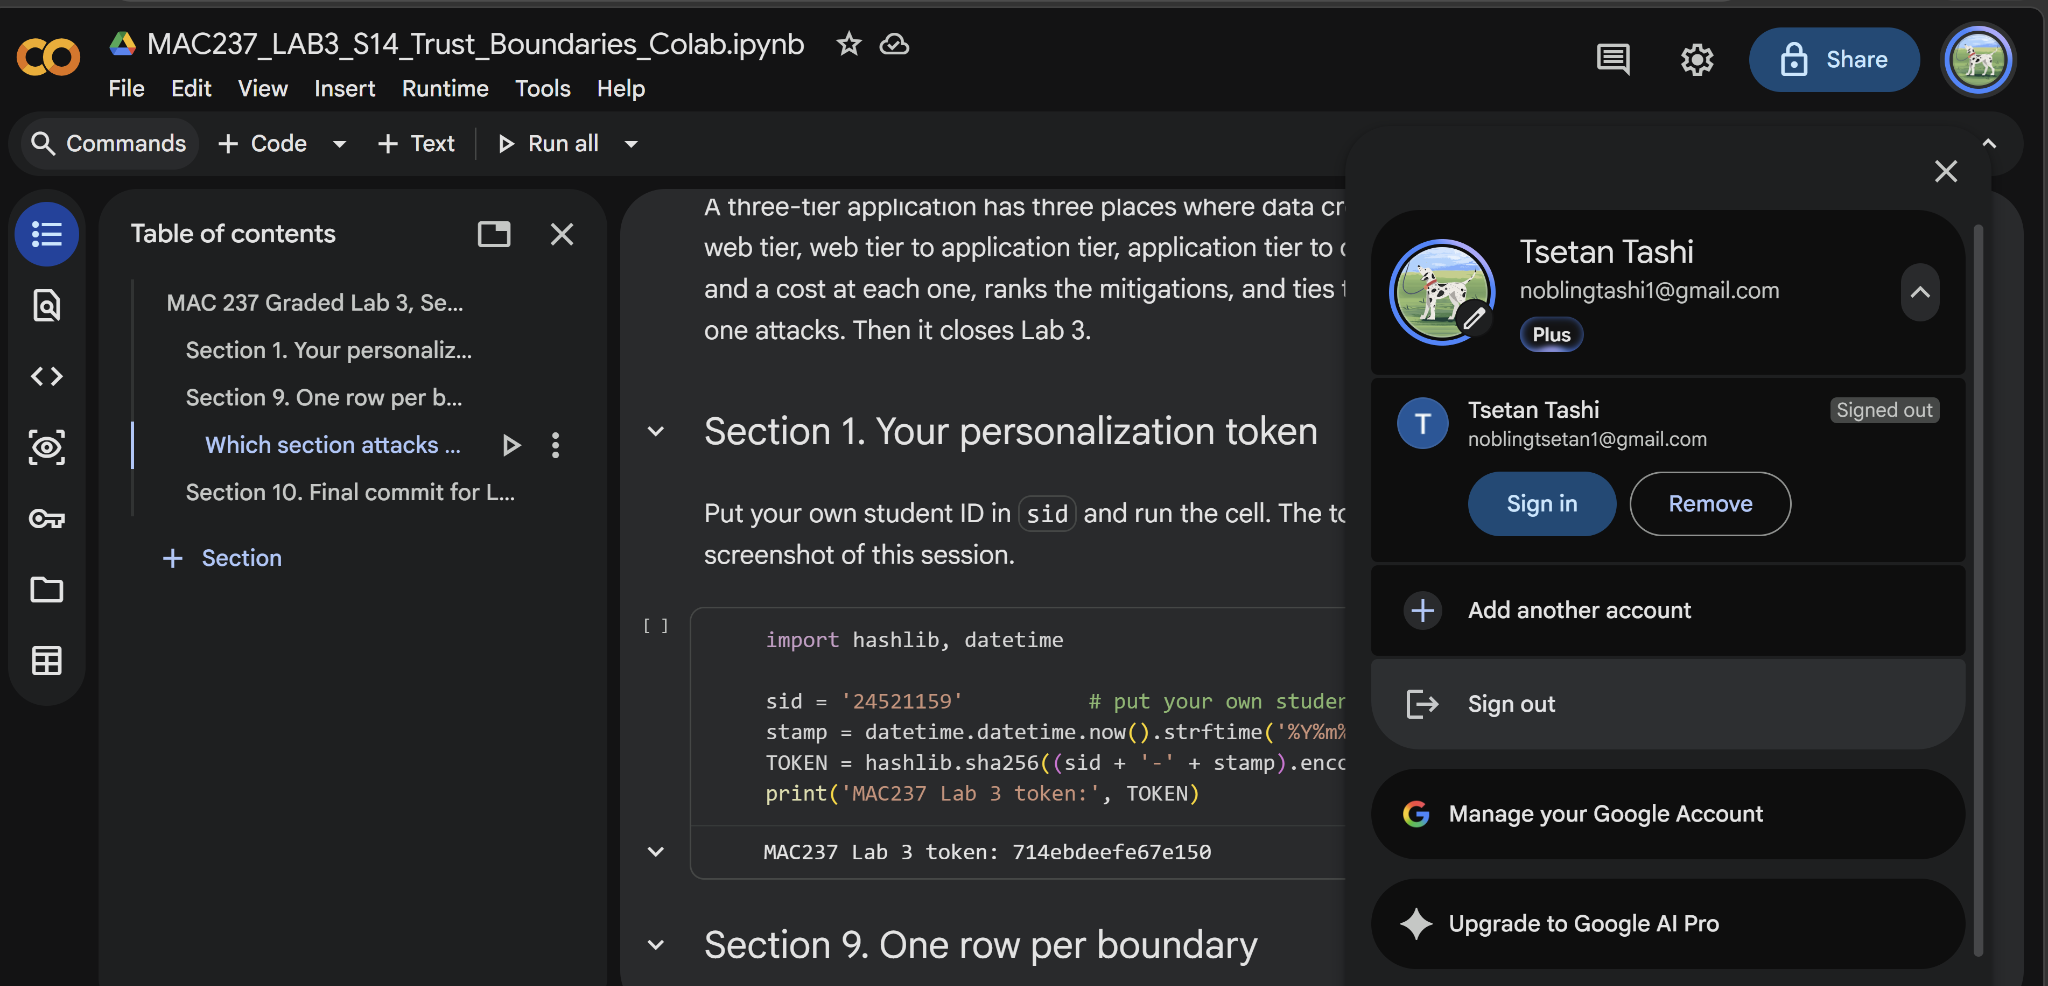 MAC237_LAB3_S14_Trust_Boundaries_Colab.ipynb
File Edit View Insert Runtime Tools Help
Share
Commands + Code + Text Run all
Table of contents
MAC 237 Graded Lab 3, Se...
Section 1. Your personaliz...
Section 9. One row per b...
Which section attacks ...
Section 10. Final commit for L...
+ Section
A three-tier application has three places where data cr
web tier, web tier to application tier, application tier to
and a cost at each one, ranks the mitigations, and ties
one attacks. Then it closes Lab 3.
Section 1. Your personalization token
Put your own student ID in sid and run the cell. The to
screenshot of this session.
[ ]
import hashlib, datetime
sid = '24521159' # put your own studen
stamp = datetime.datetime.now().strftime('%Y%m%
TOKEN = hashlib.sha256((sid + '-' + stamp).enco
print('MAC237 Lab 3 token:', TOKEN)
MAC237 Lab 3 token: 714ebdeefe67e150
Section 9. One row per boundary
Tsetan Tashi
noblingtashi1@gmail.com
Plus
T
Tsetan Tashi
Signed out
noblingtsetan1@gmail.com
Sign in
Remove
Add another account
Sign out
Manage your Google Account
Upgrade to Google AI Pro